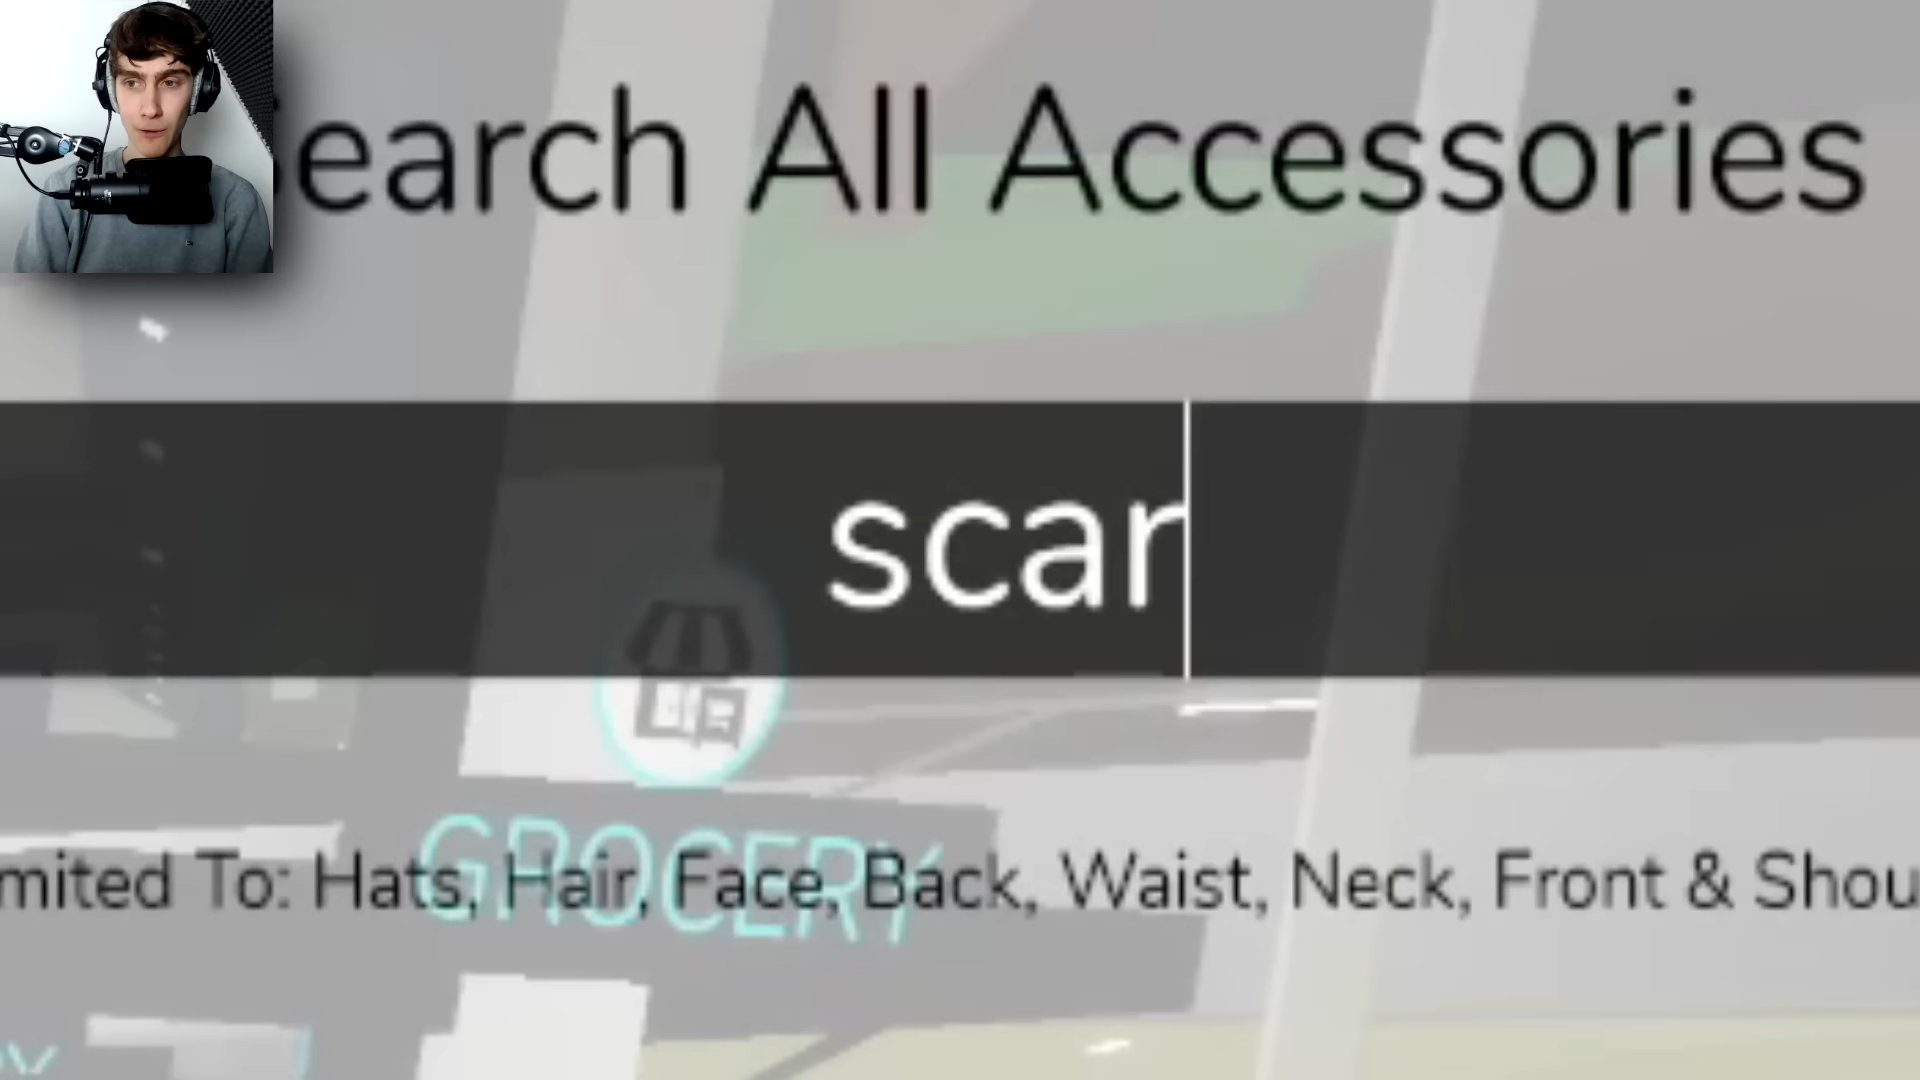 Search All Accessories
scar
mited To: Hats, Hair, Face, Back, Waist, Neck, Front & Shou
GROCERY